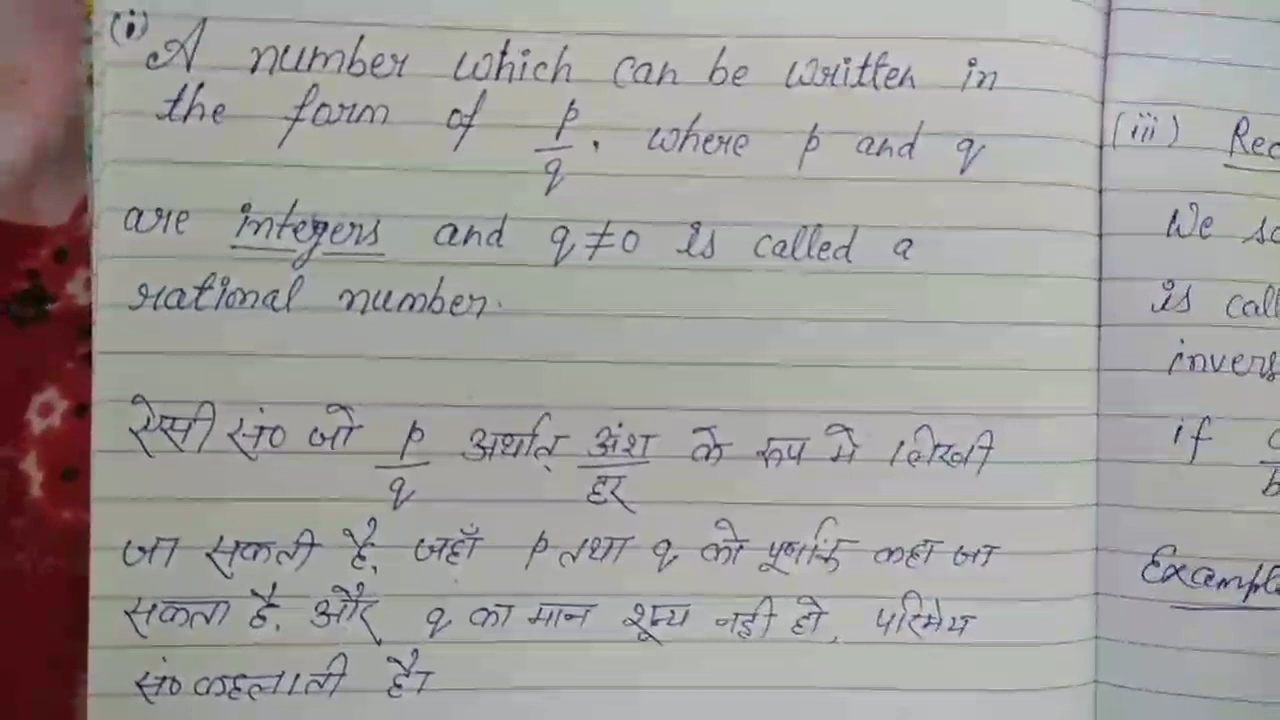 (i) A number which can be written in
the form of p/q, where p and q
are integers and q≠0 is called a
rational number.
ऐसी सं० जो p/q अर्थात् अंश/हर के रूप मे लिखी
जा सकती है, जहाँ p तथा q को पूर्णांक कहा जा
सकता है, और q का मान शून्य नही हो, परिमेय
सं० कहलाती है।
(iii) Rec
We
is call
invers
if
b
Example